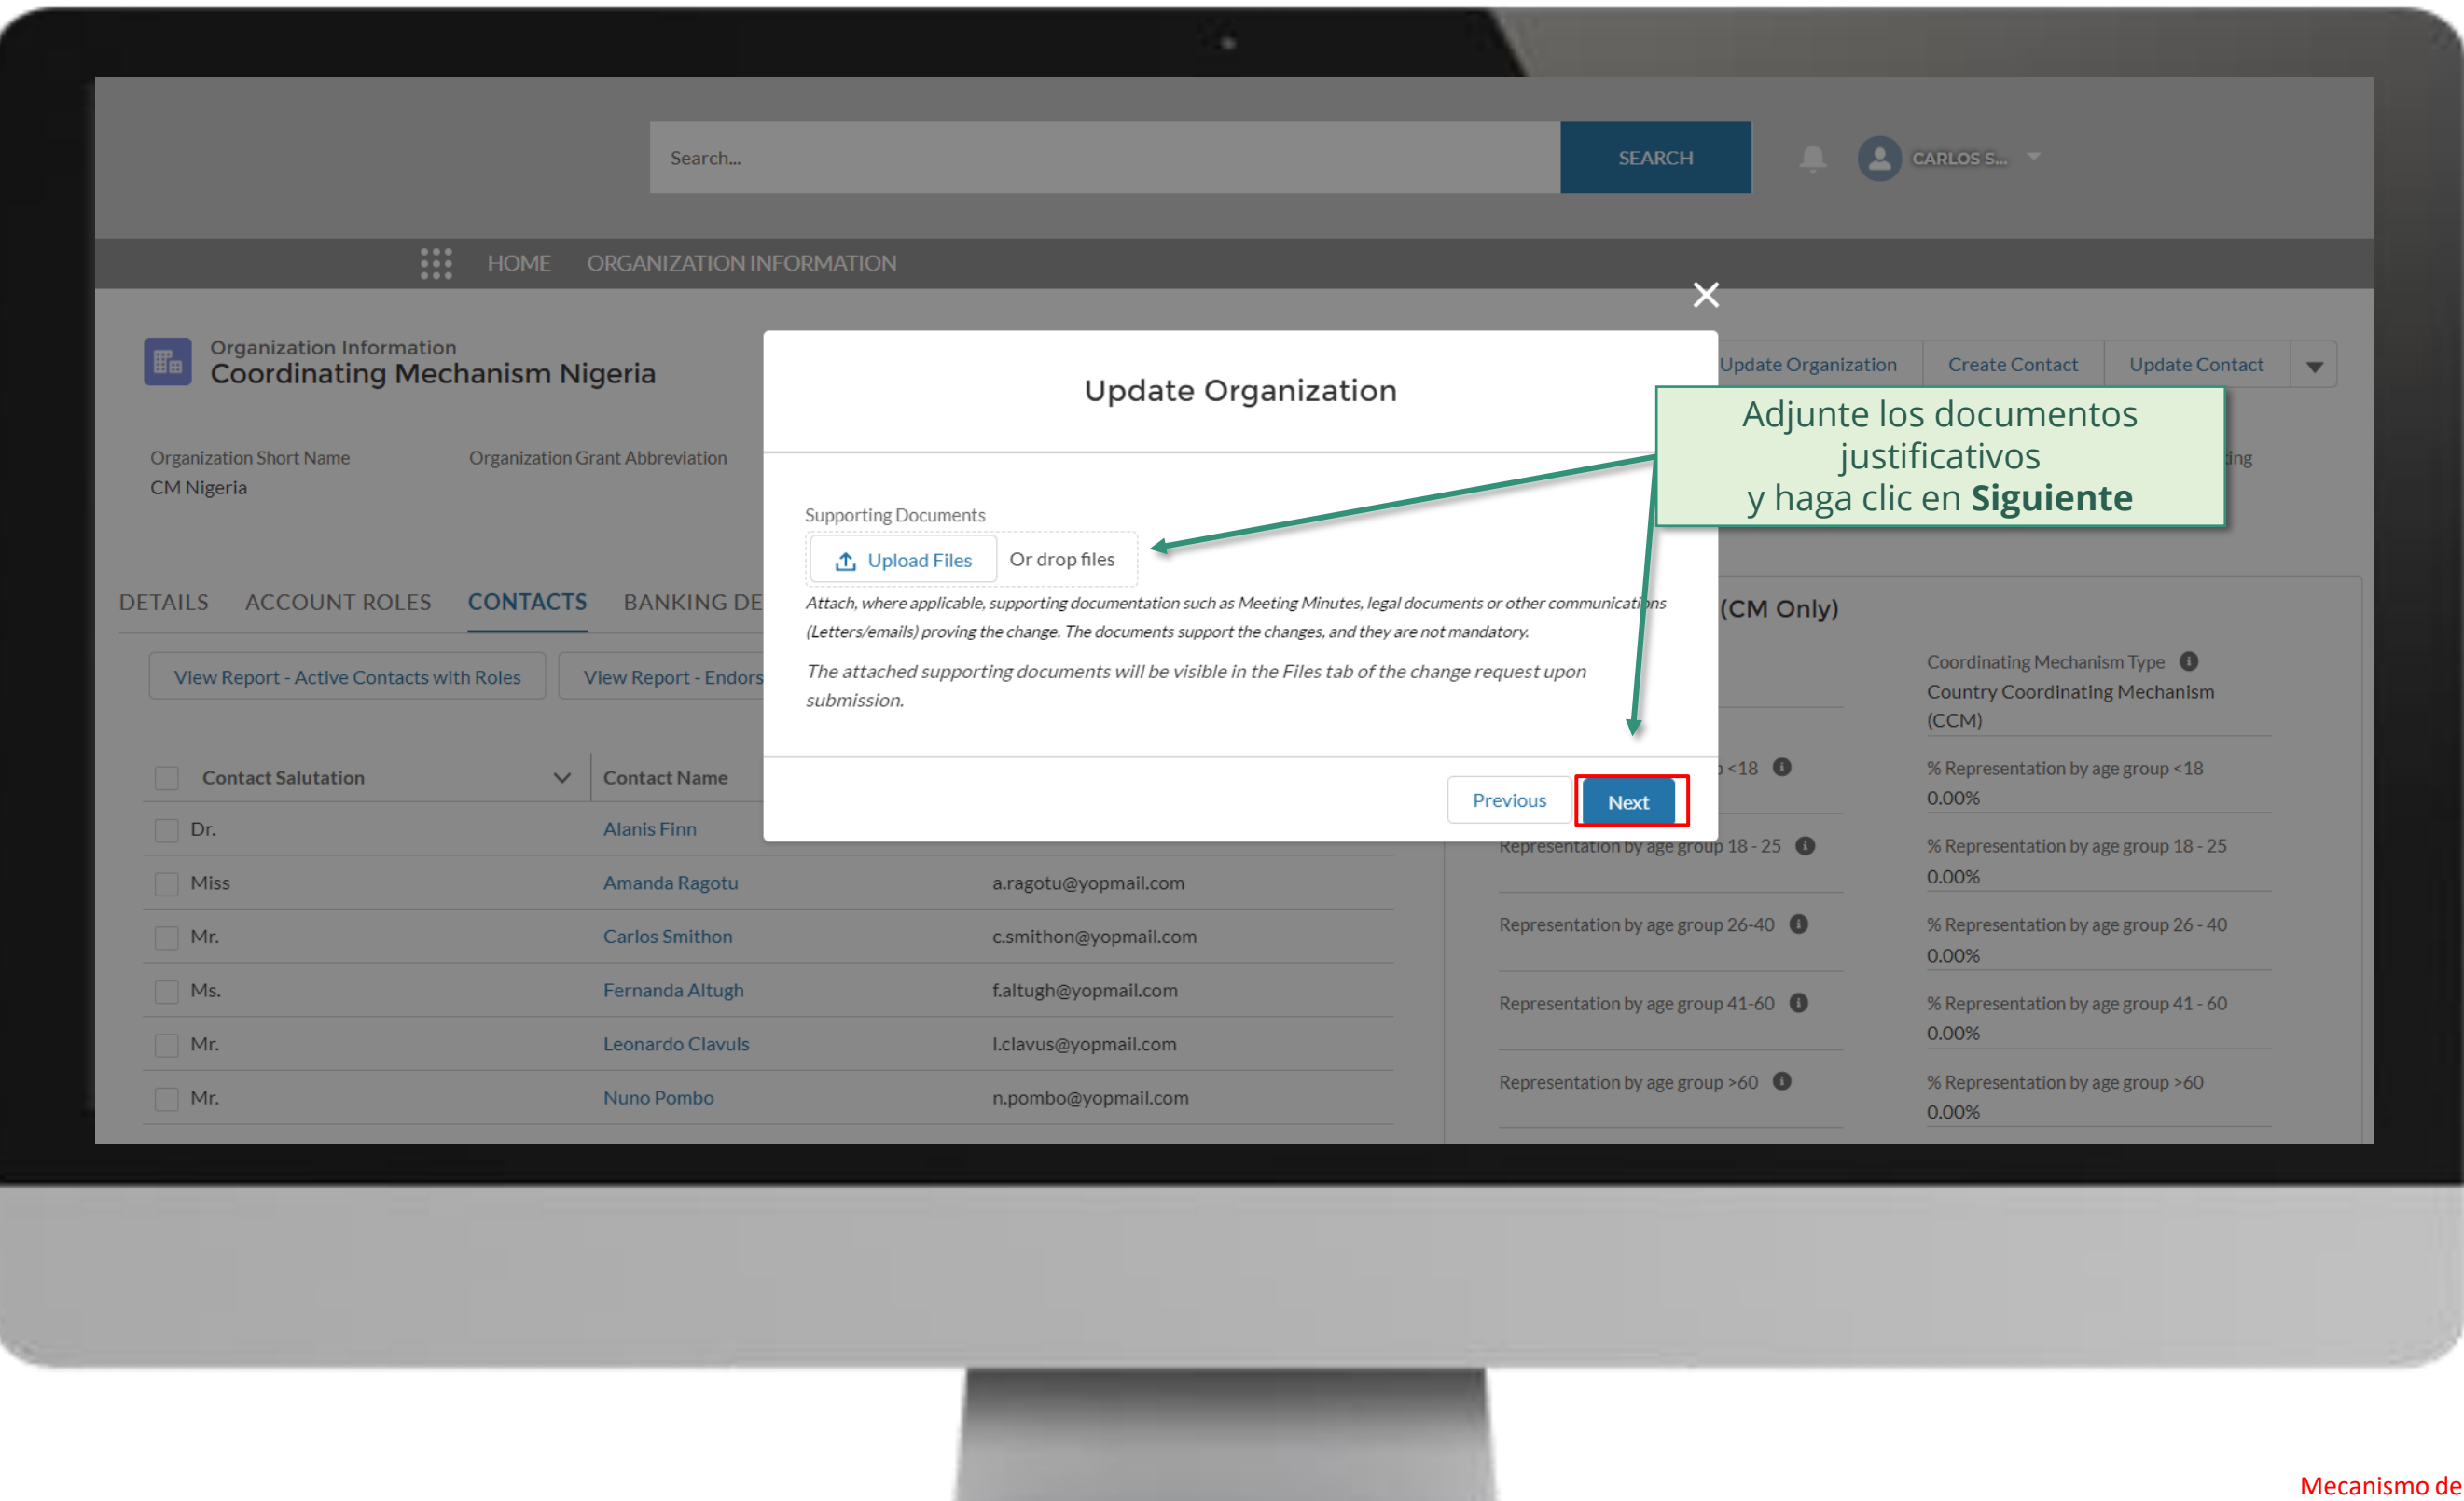 Search...
SEARCH
CARLOS S...
HOME ORGANIZATION INFORMATION
Organization Information
Coordinating Mechanism Nigeria
Update Organization Create Contact Update Contact
Organization Short Name Organization Grant Abbreviation
CM Nigeria
Update Organization
Adjunte los documentos
justificativos
y haga clic en Siguiente
Supporting Documents
Upload Files Or drop files
Attach, where applicable, supporting documentation such as Meeting Minutes, legal documents or other communications
(Letters/emails) proving the change. The documents support the changes, and they are not mandatory.
The attached supporting documents will be visible in the Files tab of the change request upon
submission.
Previous Next
DETAILS ACCOUNT ROLES CONTACTS BANKING DE
View Report - Active Contacts with Roles View Report - Endors
Contact Salutation Contact Name
Dr. Alanis Finn
Miss Amanda Ragotu a.ragotu@yopmail.com
Mr. Carlos Smithon c.smithon@yopmail.com
Ms. Fernanda Altugh f.altugh@yopmail.com
Mr. Leonardo Clavuls l.clavus@yopmail.com
Mr. Nuno Pombo n.pombo@yopmail.com
(CM Only)
Coordinating Mechanism Type
Country Coordinating Mechanism
(CCM)
<18 % Representation by age group <18
0.00%
Representation by age group 18 - 25 % Representation by age group 18 - 25
0.00%
Representation by age group 26-40 % Representation by age group 26 - 40
0.00%
Representation by age group 41-60 % Representation by age group 41 - 60
0.00%
Representation by age group >60 % Representation by age group >60
0.00%
Mecanismo de